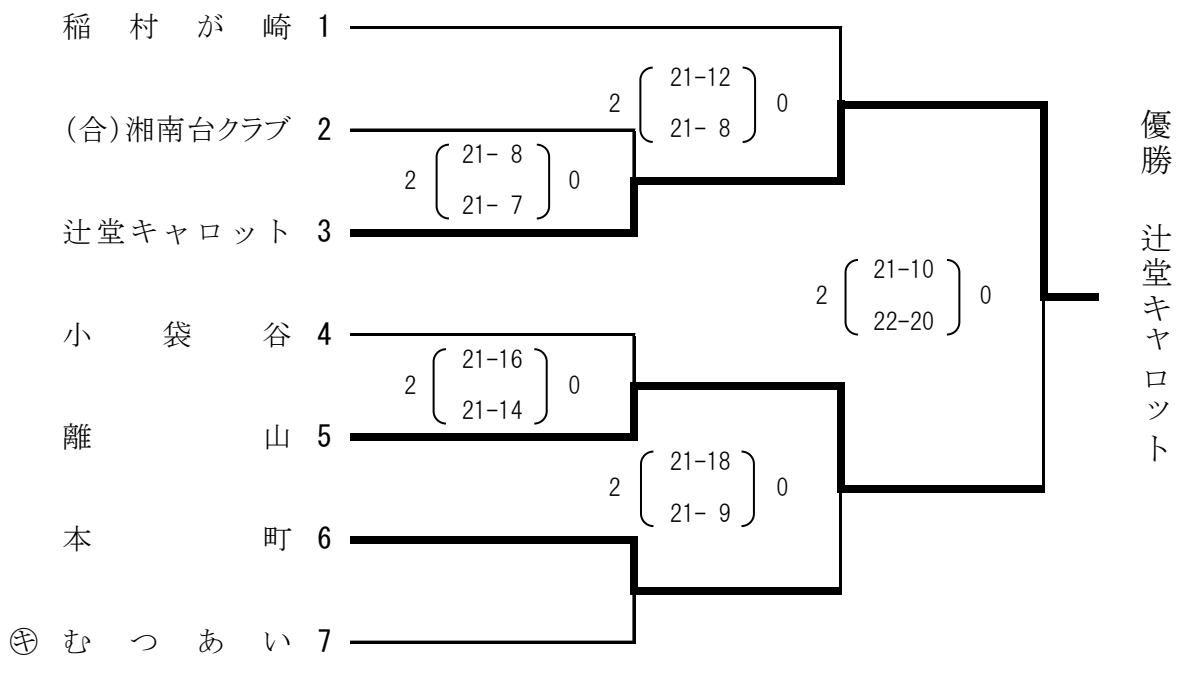 稲村が崎 1
21-12
2 0
21- 8
(合)湘南台クラブ 2
21- 8
2 0
21- 7
辻堂キャロット 3
優勝 辻堂キャロット
21-10
2 0
22-20
小袋谷 4
21-16
2 0
21-14
離山 5
21-18
2 0
21- 9
本町 6
㋖ むつあい 7